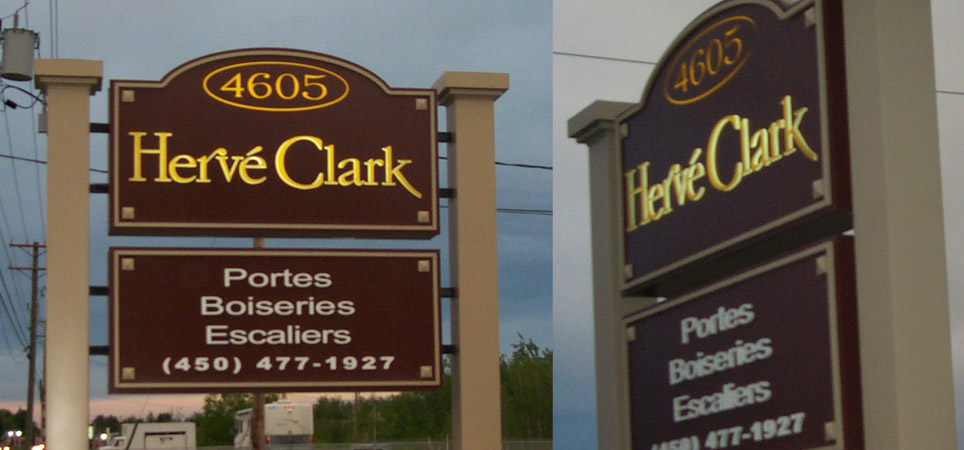 4605
Hervé Clark
Portes
Boiseries
Escaliers
(450) 477-1927
4605
Hervé Clark
Portes
Boiseries
Escaliers
(450) 477-1927